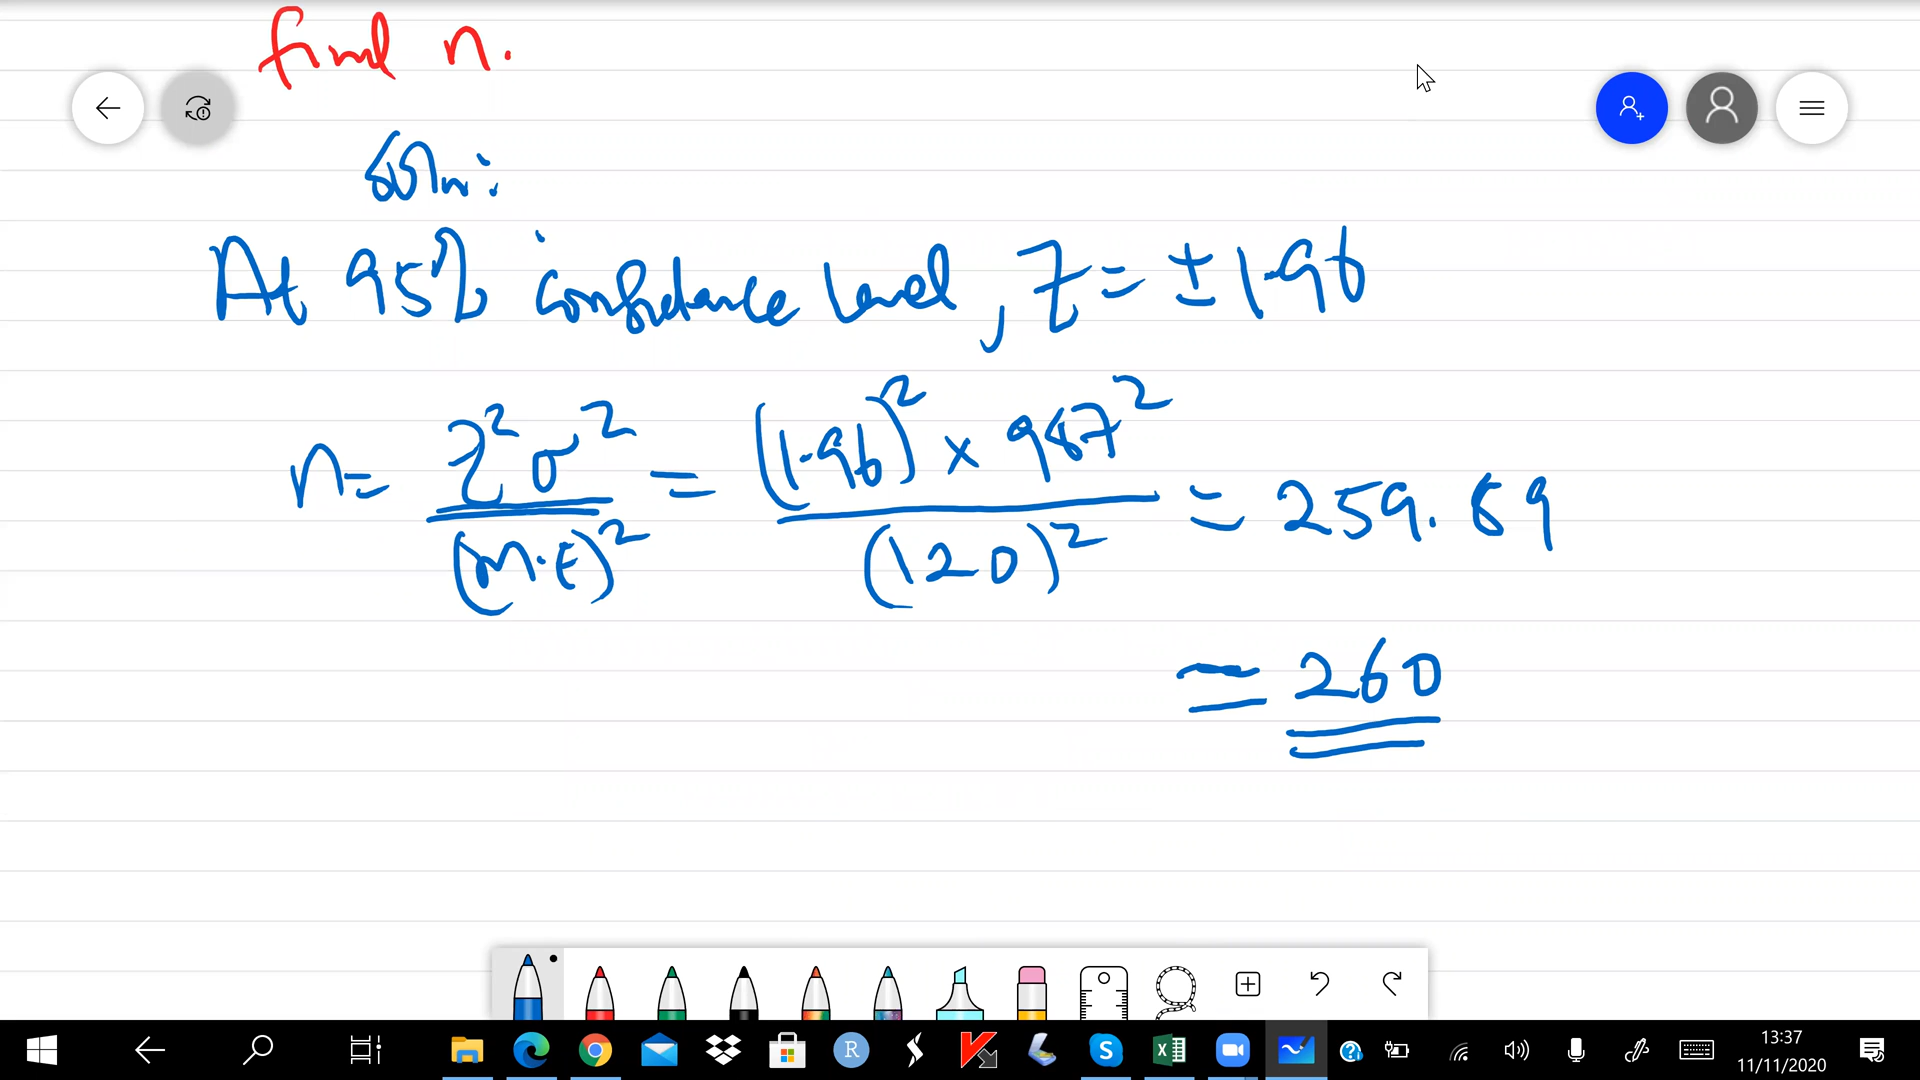 find n.
Soln:
At 95% confidence level, Z = ± 1.96
n = Z²σ² / (M.E)² = (1.96)² x 987² / (120)² = 259.89
= 260
13:37
11/11/2020